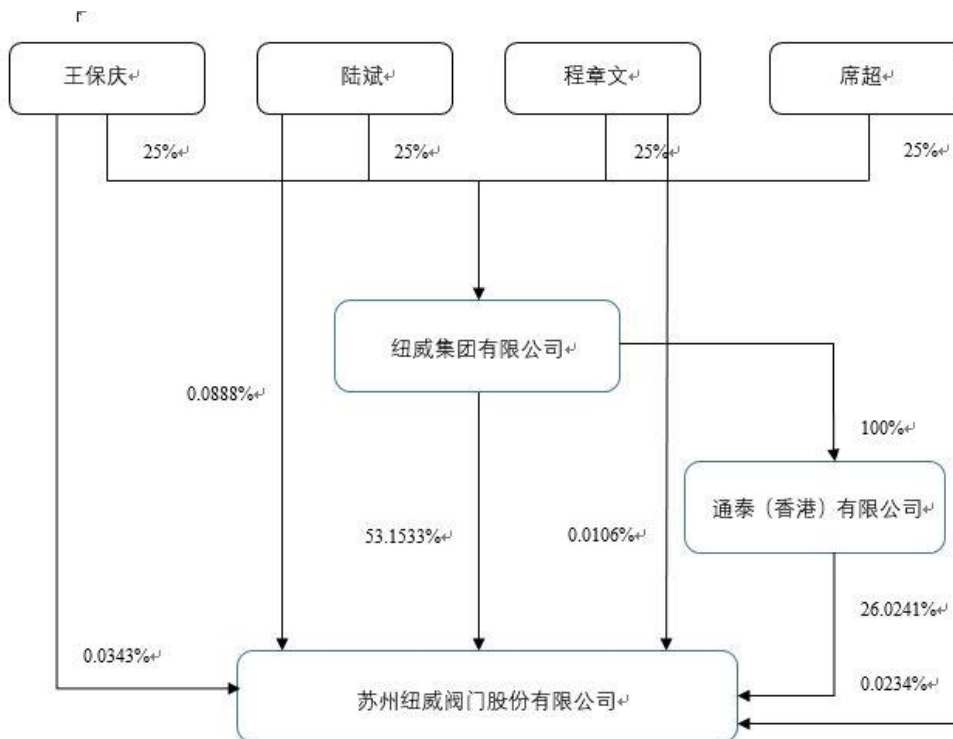 王保庆
陆斌
程章文
席超
25%
25%
25%
25%
纽威集团有限公司
0.0888%
100%
通泰（香港）有限公司
53.1533%
0.0106%
26.0241%
0.0343%
0.0234%
苏州纽威阀门股份有限公司